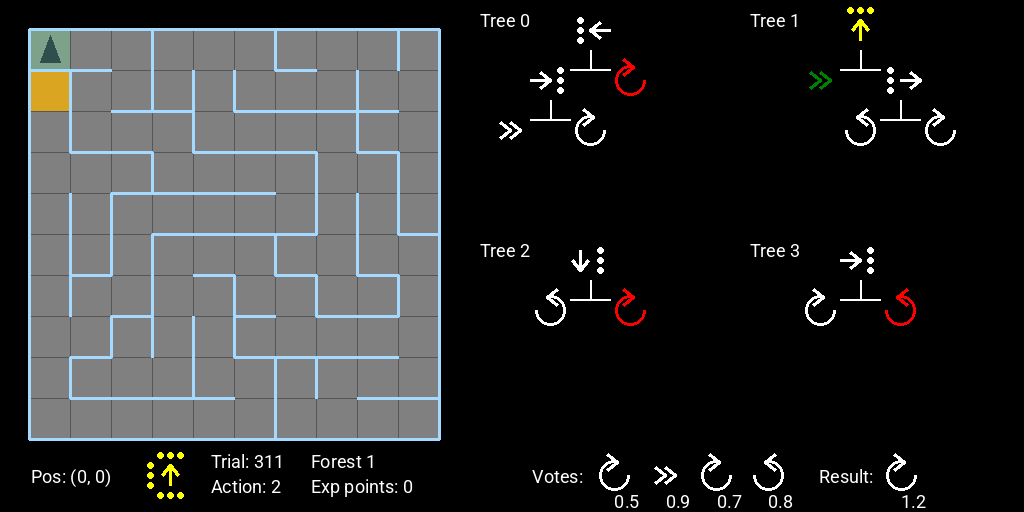 Tree 0
Tree 1
Tree 2
Tree 3
Pos: (0, 0)
Trial: 311
Forest 1
Action: 2
Exp points: 0
Votes:
0.5
0.9
0.7
0.8
Result:
1.2